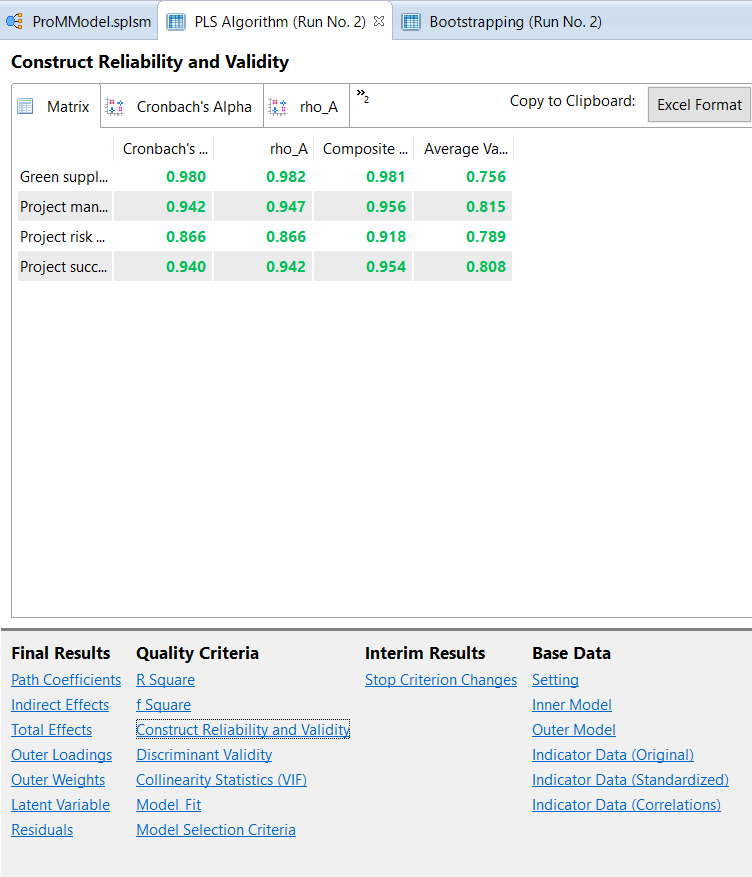 ProMModel.splsm PLS Algorithm (Run No. 2) Bootstrapping (Run No. 2)
Construct Reliability and Validity
Matrix Cronbach's Alpha rho_A »2 Copy to Clipboard: Excel Format
Cronbach's ... rho_A Composite ... Average Va...
Green suppl... 0.980 0.982 0.981 0.756
Project man... 0.942 0.947 0.956 0.815
Project risk ... 0.866 0.866 0.918 0.789
Project succ... 0.940 0.942 0.954 0.808
Final Results Quality Criteria Interim Results Base Data
Path Coefficients R Square Stop Criterion Changes Setting
Indirect Effects f Square Inner Model
Total Effects Construct Reliability and Validity Outer Model
Outer Loadings Discriminant Validity Indicator Data (Original)
Outer Weights Collinearity Statistics (VIF) Indicator Data (Standardized)
Latent Variable Model_Fit Indicator Data (Correlations)
Residuals Model Selection Criteria